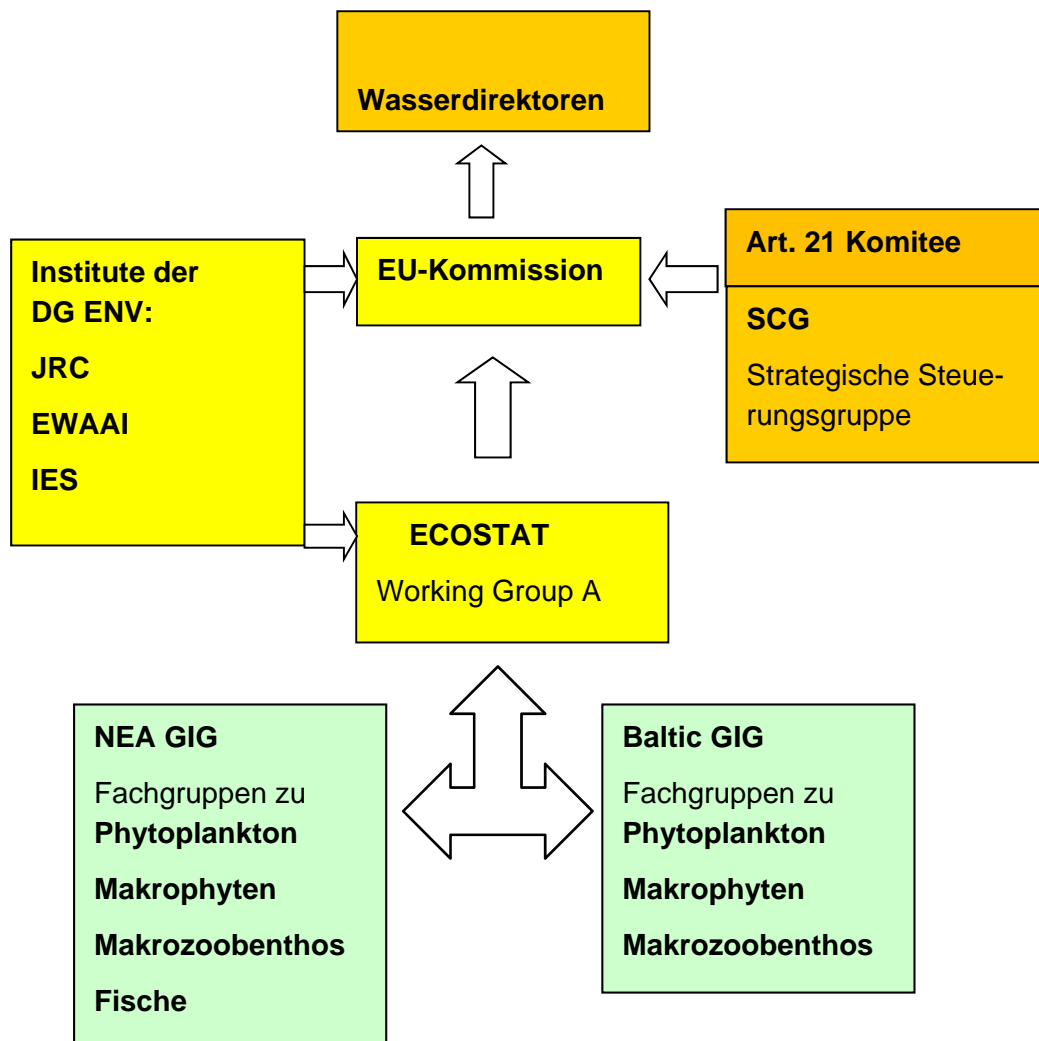 Wasserdirektoren
Institute der
DG ENV:
JRC
EWAAI
IES
EU-Kommission
Art. 21 Komitee
SCG
Strategische Steue-
rungsgruppe
ECOSTAT
Working Group A
NEA GIG
Fachgruppen zu
Phytoplankton
Makrophyten
Makrozoobenthos
Fische
Baltic GIG
Fachgruppen zu
Phytoplankton
Makrophyten
Makrozoobenthos